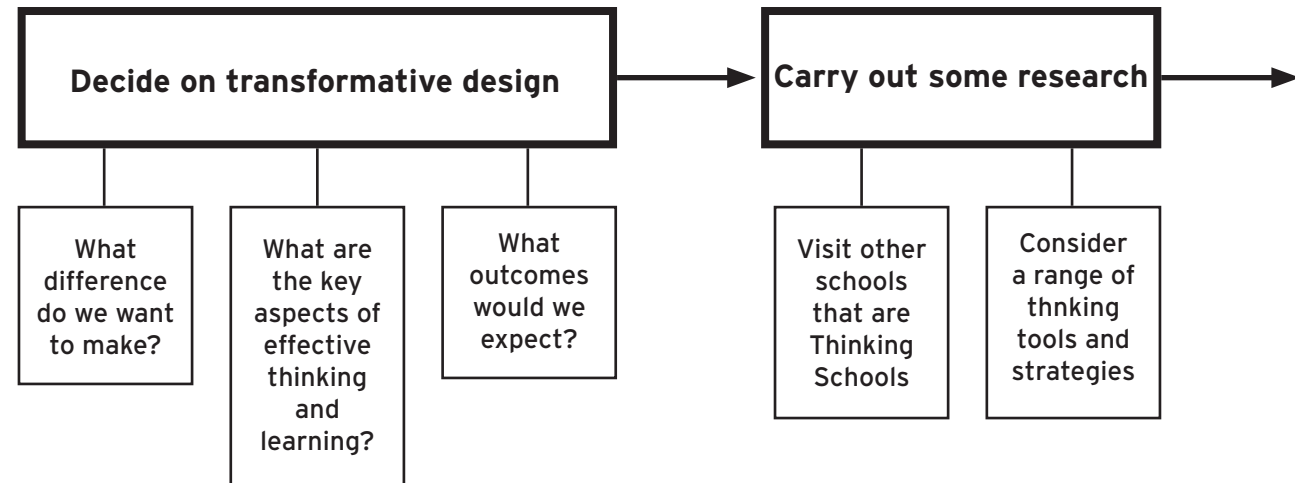 Decide on transformative design
Carry out some research
What
difference
do we want
to make?
What are
the key
aspects of
effective
thinking
and
learning?
What
outcomes
would we
expect?
Visit other
schools
that are
Thinking
Schools
Consider
a range of
thnking
tools and
strategies